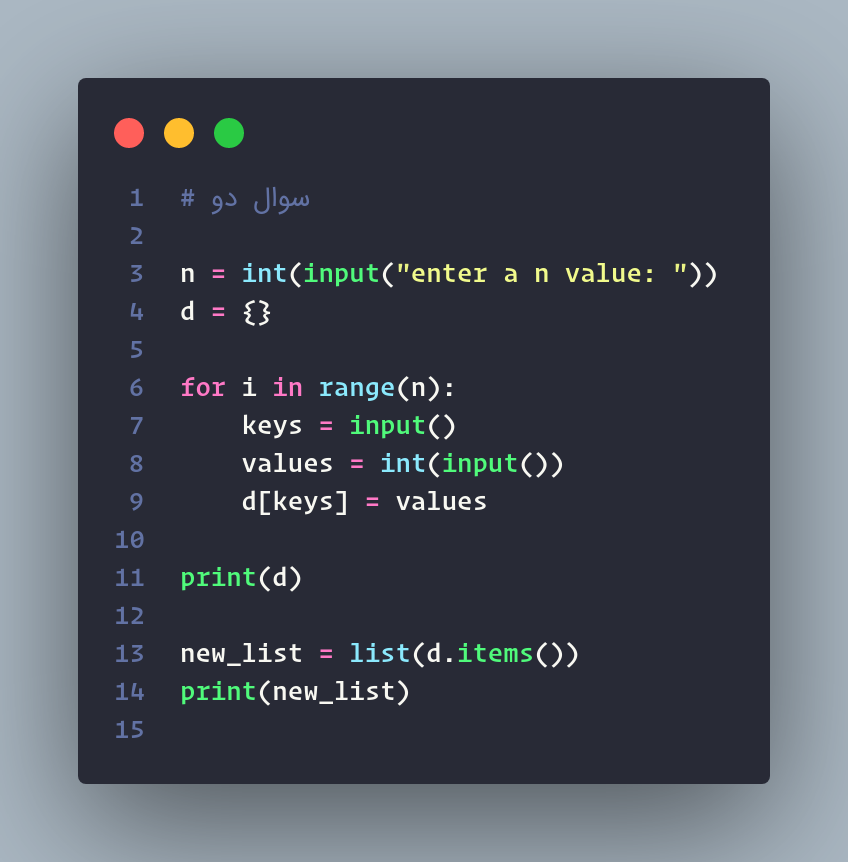 1 # سوال دو
2
3 n = int(input("enter a n value: "))
4 d = {}
5
6 for i in range(n):
7     keys = input()
8     values = int(input())
9     d[keys] = values
10
11 print(d)
12
13 new_list = list(d.items())
14 print(new_list)
15